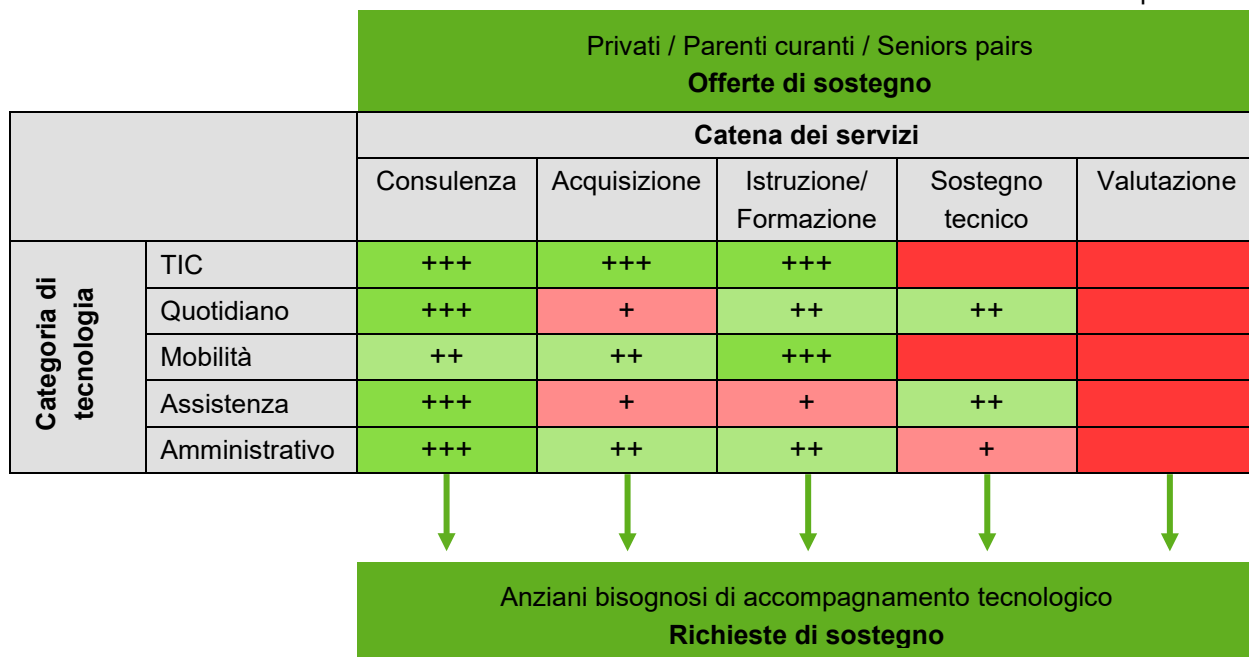 Privati / Parenti curanti / Seniors pairs
Offerte di sostegno
Catena dei servizi
Consulenza Acquisizione Istruzione/ Sostegno Valutazione
Formazione tecnico
Categoria di
tecnologia
TIC +++ +++ +++
Quotidiano +++ + ++ ++
Mobilità ++ ++ +++
Assistenza +++ + + ++
Amministrativo +++ ++ ++ +
Anziani bisognosi di accompagnamento tecnologico
Richieste di sostegno